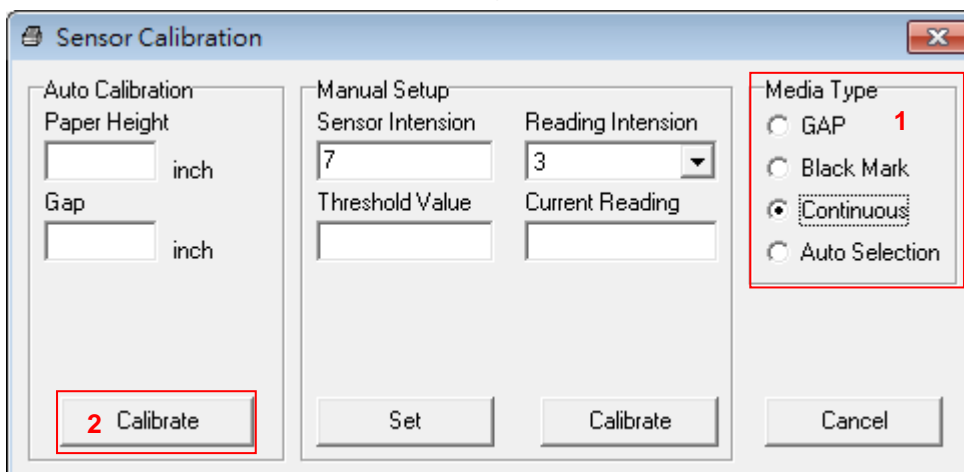 Sensor Calibration
Auto Calibration
Paper Height
inch
Gap
inch
2 Calibrate
Manual Setup
Sensor Intension Reading Intension
7 3
Threshold Value Current Reading
Set Calibrate
Media Type
GAP 1
Black Mark
Continuous
Auto Selection
Cancel